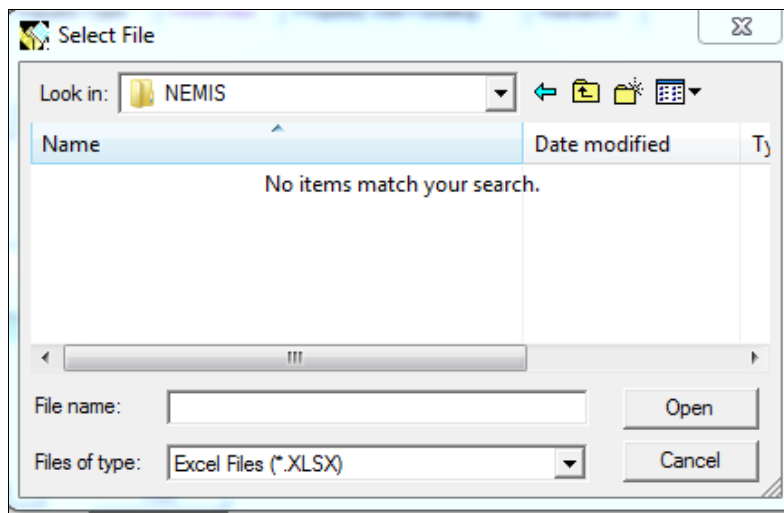 Select File
Look in: NEMIS
Name Date modified Ty
No items match your search.
File name: Open
Files of type: Excel Files (*.XLSX) Cancel